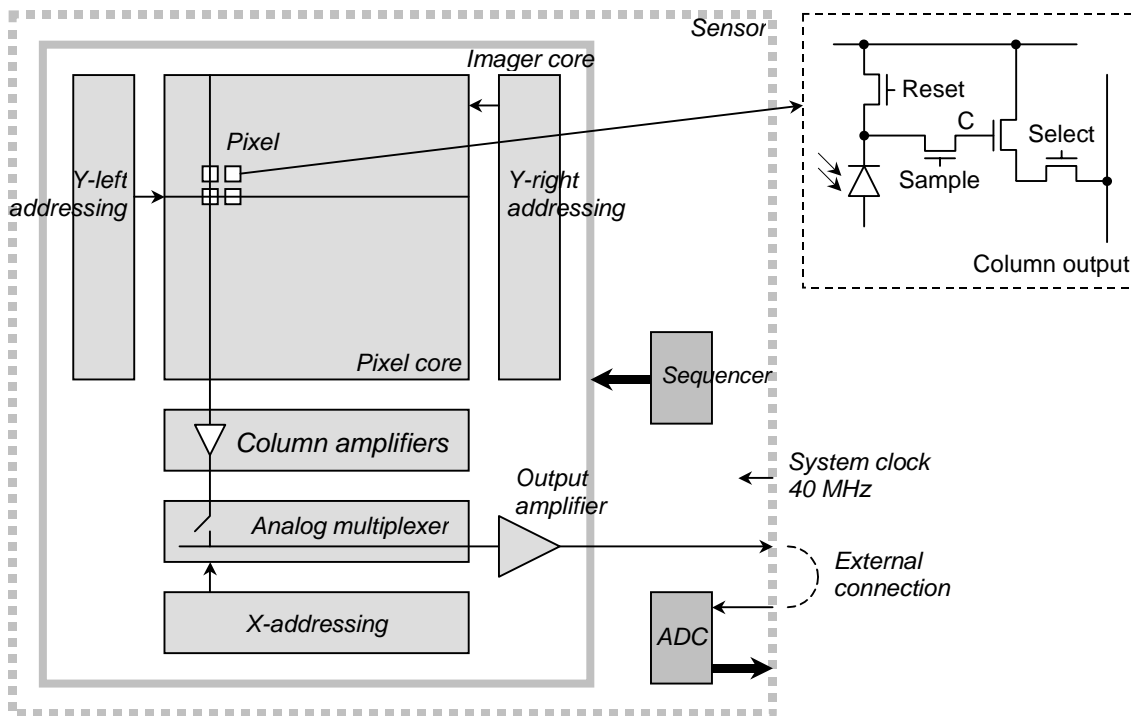 Sensor
Imager core
Reset
C
Select
Sample
Column output
Pixel
Y-left
addressing
Y-right
addressing
Pixel core
Sequencer
Column amplifiers
System clock
40 MHz
Output
amplifier
Analog multiplexer
External
connection
X-addressing
ADC